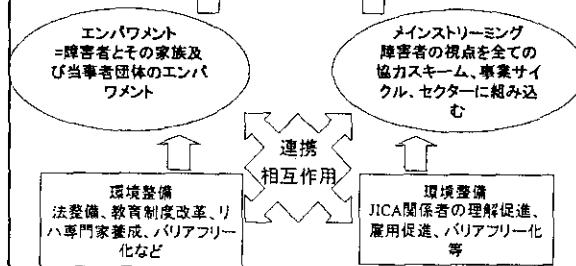 エンパワメント
=障害者とその家族及
び当事者団体のエンパ
ワメント
メインストリーミング
障害者の視点を全ての
協力スキーム、事業サイ
クル、セクターに組み込
む
連携
相互作用
環境整備
法整備、教育制度改革、リ
ハ専門家養成、バリアフリー
化など
環境整備
JICA関係者の理解促進、
雇用促進、バリアフリー化
等